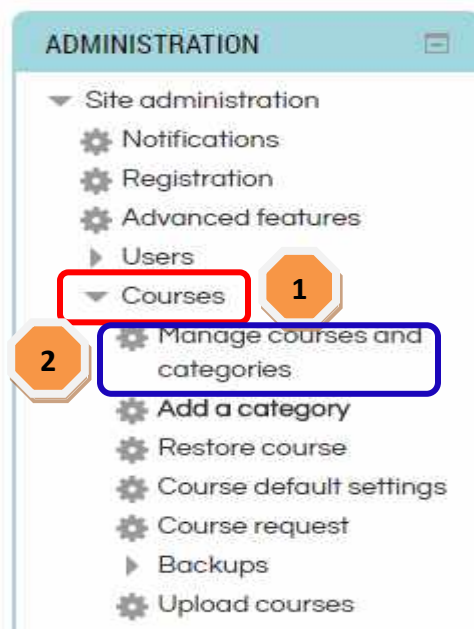 ADMINISTRATION
Site administration
Notifications
Registration
Advanced features
Users
Courses
1
2
Manage courses and
categories
Add a category
Restore course
Course default settings
Course request
Backups
Upload courses